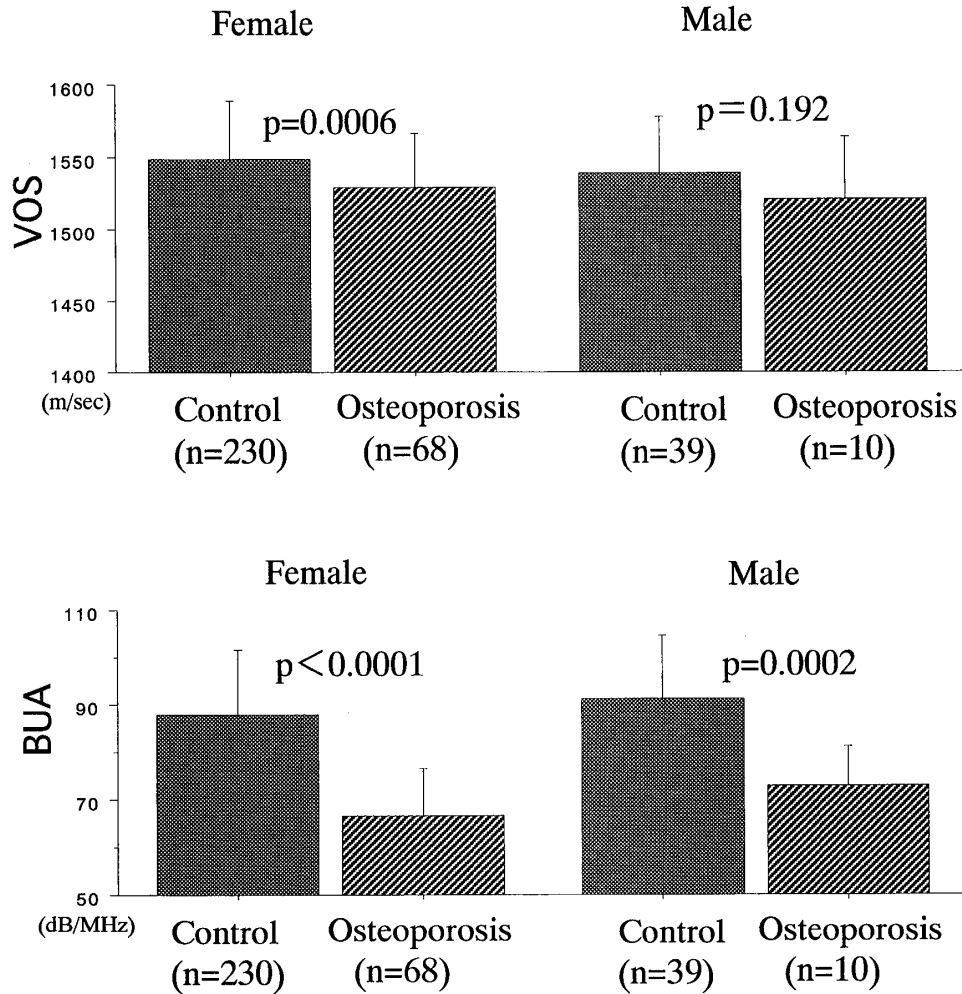 Female Male
1600
1550
1500
1450
1400
VOS
(m/sec)
p=0.0006 p=0.192
Control Osteoporosis Control Osteoporosis
(n=230) (n=68) (n=39) (n=10)
Female Male
110
90
70
50
BUA
(dB/MHz)
p<0.0001 p=0.0002
Control Osteoporosis Control Osteoporosis
(n=230) (n=68) (n=39) (n=10)